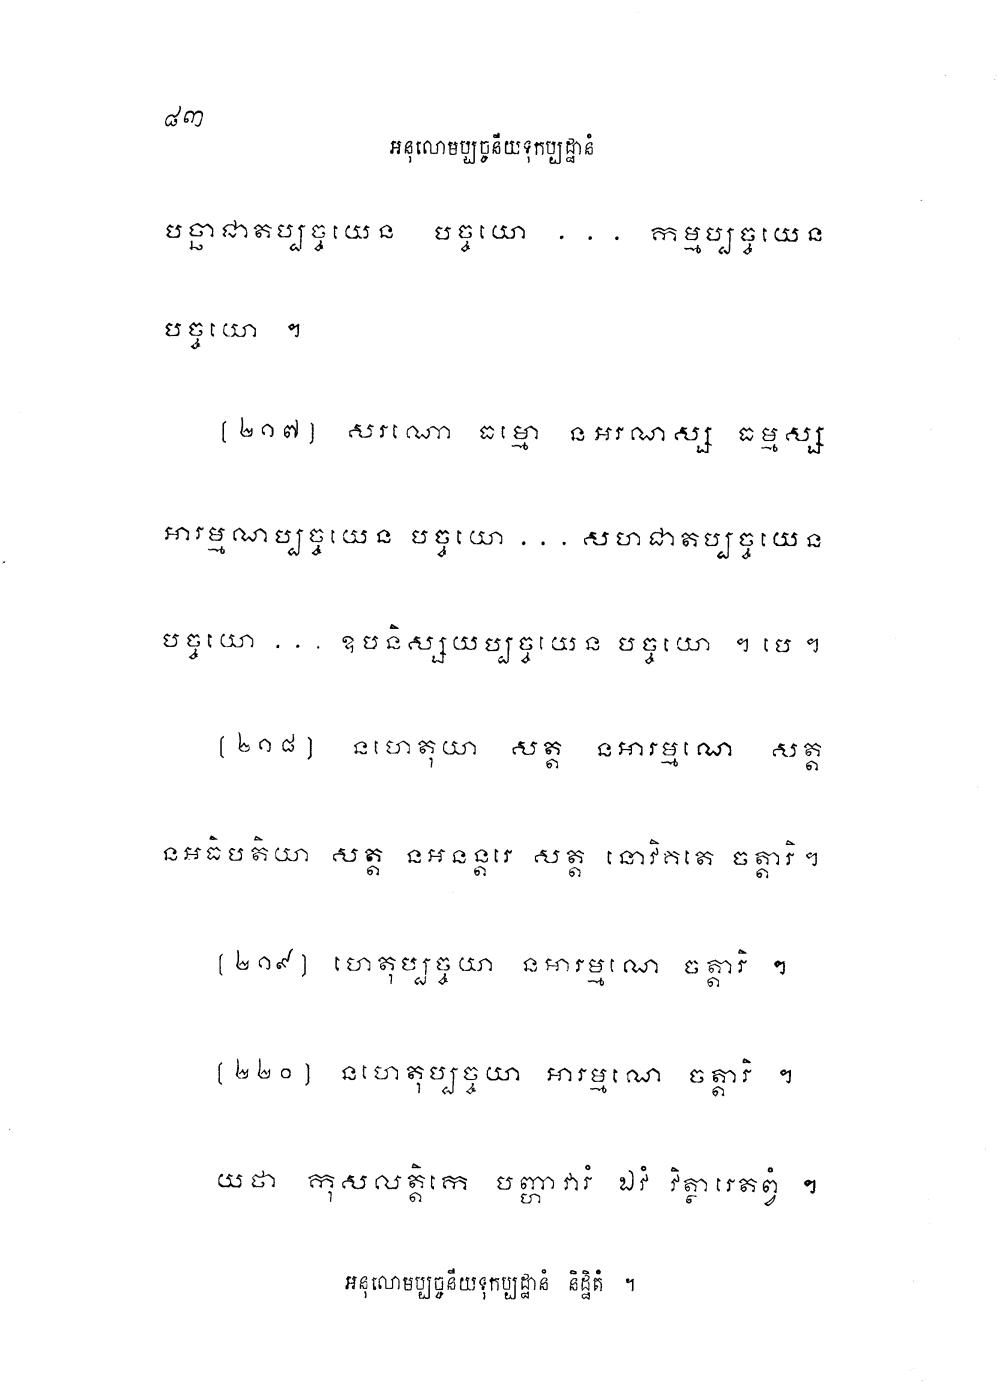 ៨៣
អនុលោមប្បច្ចនីយទុកប្បដ្ឋានំ
បច្ឆាជាតប្បច្ចយេន បច្ចយោ . . . កម្មប្បច្ចយេន
បច្ចយោ ។
[២១៧] សរណោ ធម្មោ នអរណស្ស ធម្មស្ស
អារម្មណប្បច្ចយេន បច្ចយោ . . . សហជាតប្បច្ចយេន
បច្ចយោ . . . ឧបនិស្សយប្បច្ចយេន បច្ចយោ ។ បេ ។
[២១៨] នហេតុយា សត្ត នអារម្មណេ សត្ត
នអធិបតិយា សត្ត នអនន្តរេ សត្ត នោវិគតេ ចត្តារិ ។
[២១៩] ហេតុប្បច្ចយា នអារម្មណេ ចត្តារិ ។
[២២០] នហេតុប្បច្ចយា អារម្មណេ ចត្តារិ ។
យថា កុសលត្តិកេ បញ្ហាវារំ ឯវំ វិត្ថារេតព្វំ ។
អនុលោមប្បច្ចនីយទុកប្បដ្ឋានំ និដ្ឋិតំ ។